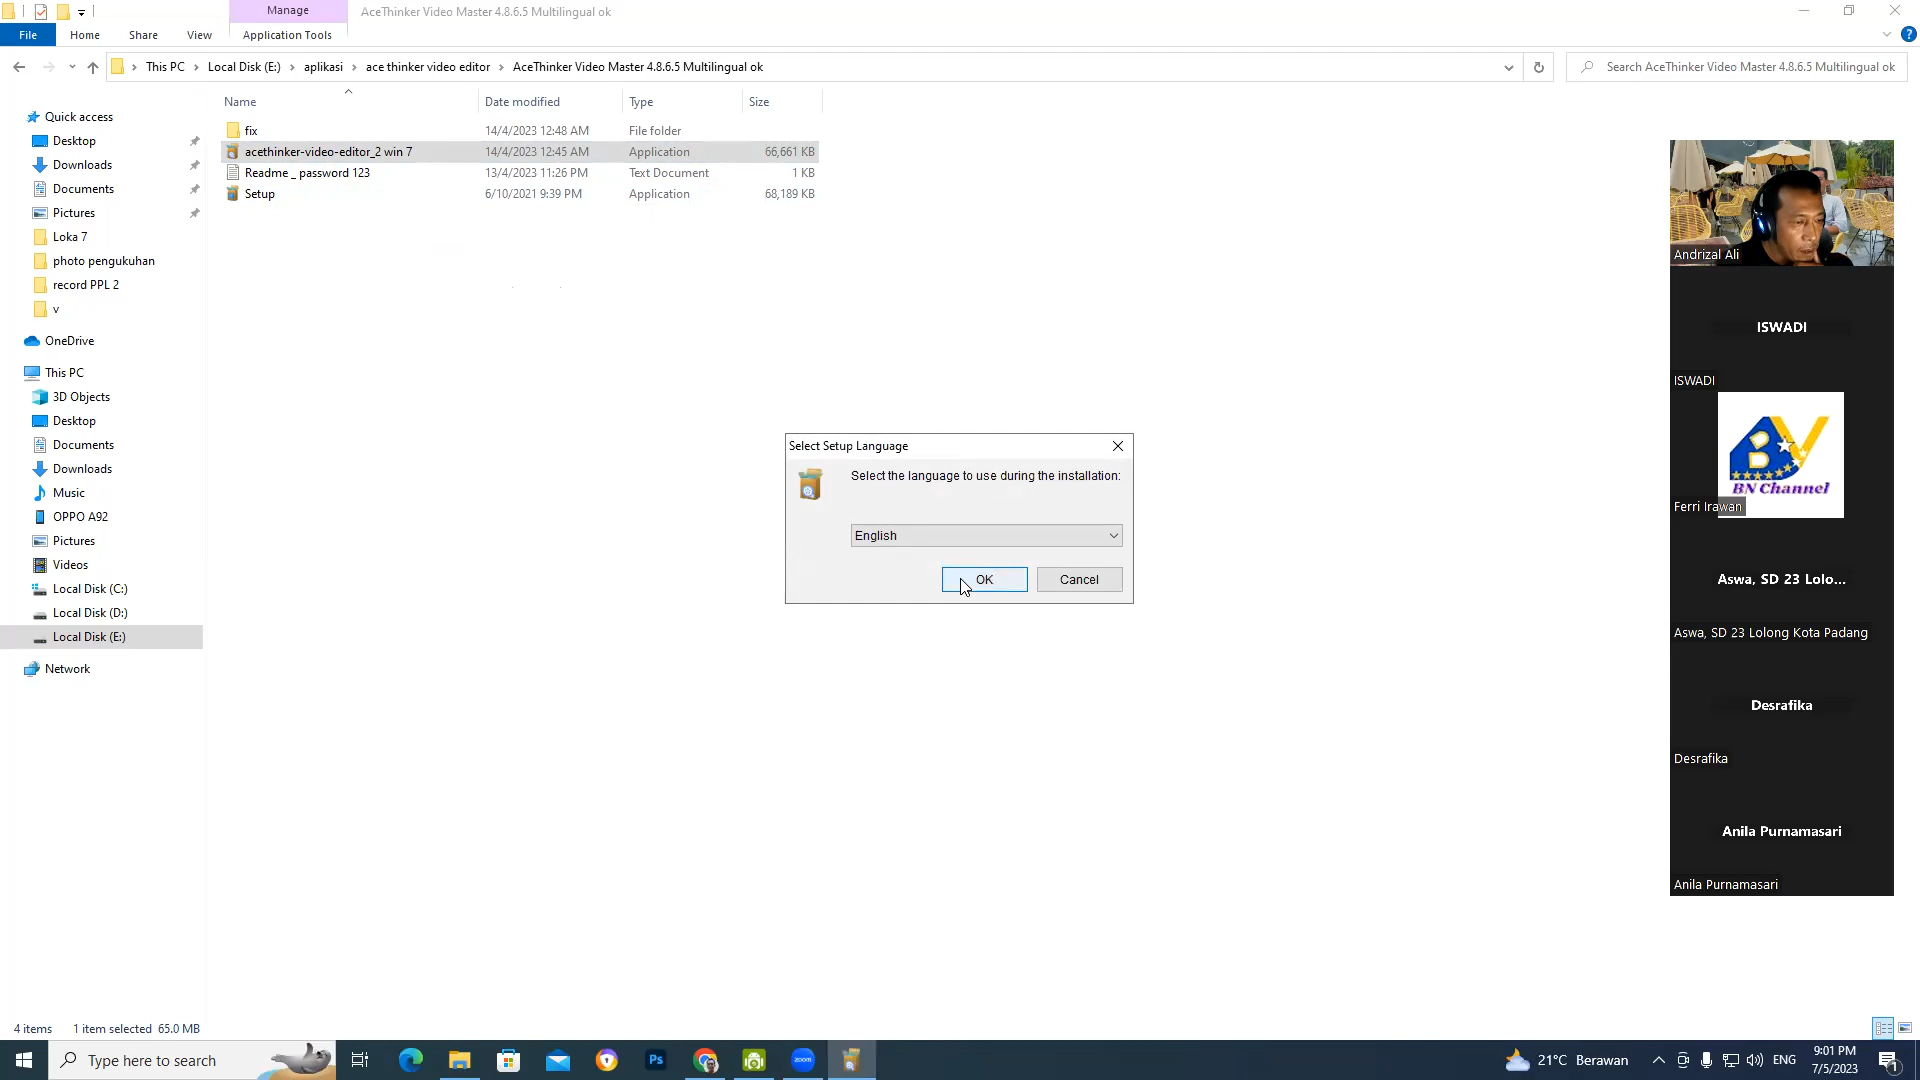 Manage
AceThinker Video Master 4.8.6.5 Multilingual ok
File
Home
Share
View
Application Tools
This PC
Local Disk (E:)
aplikasi
ace thinker video editor
AceThinker Video Master 4.8.6.5 Multilingual ok
Search AceThinker Video Master 4.8.6.5 Multilingual ok
Name
Date modified
Type
Size
fix
14/4/2023 12:48 AM
File folder
acethinker-video-editor_2 win 7
14/4/2023 12:45 AM
Application
66,661 KB
Readme _ password 123
13/4/2023 11:26 PM
Text Document
1 KB
Setup
6/10/2021 9:39 PM
Application
68,189 KB
Quick access
Desktop
Downloads
Documents
Pictures
Loka 7
photo pengukuhan
record PPL 2
v
OneDrive
This PC
3D Objects
Desktop
Documents
Downloads
Music
OPPO A92
Pictures
Videos
Local Disk (C:)
Local Disk (D:)
Local Disk (E:)
Network
Select Setup Language
Select the language to use during the installation:
English
OK
Cancel
Andrizal Ali
ISWADI
ISWADI
BV
BN Channel
Ferri Irawan
Aswa, SD 23 Lolo...
Aswa, SD 23 Lolong Kota Padang
Desrafika
Desrafika
Anila Purnamasari
Anila Purnamasari
4 items
1 item selected 65.0 MB
Type here to search
Ps
zoom
21°C Berawan
ENG
9:01 PM
7/5/2023
1